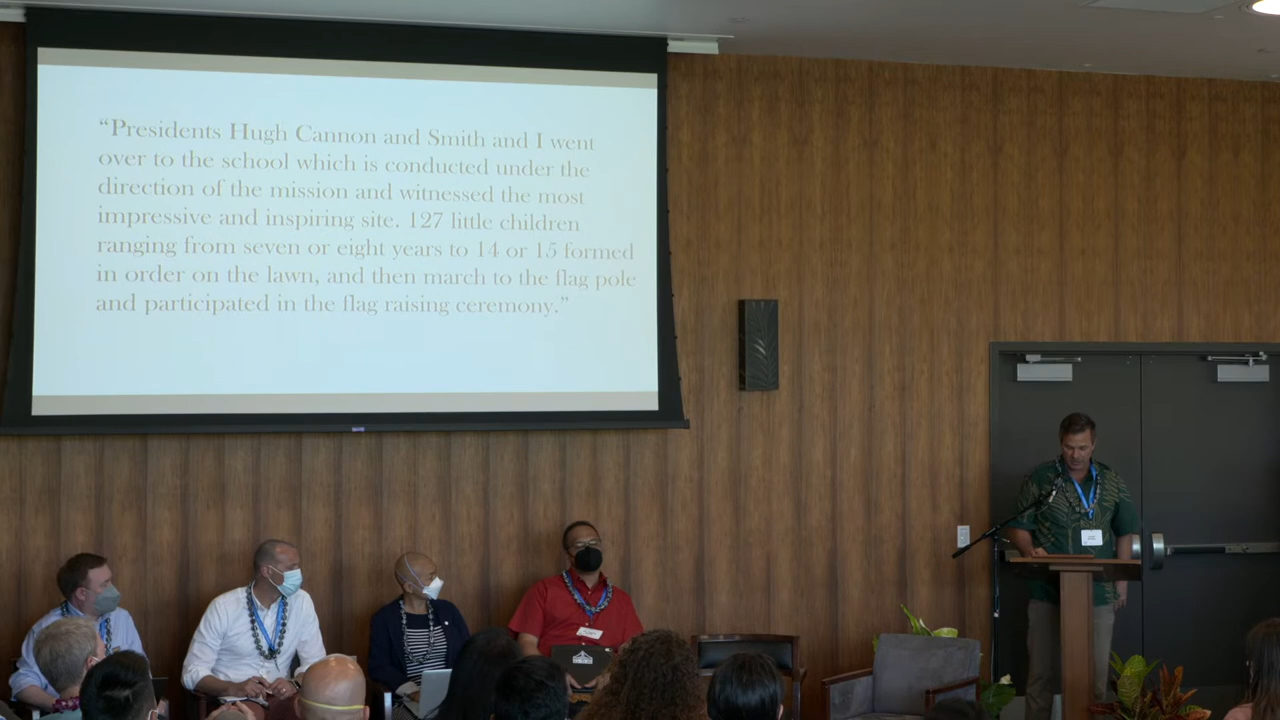 “Presidents Hugh Cannon and Smith and I went
over to the school which is conducted under the
direction of the mission and witnessed the most
impressive and inspiring site. 127 little children
ranging from seven or eight years to 14 or 15 formed
in order on the lawn, and then march to the flag pole
and participated in the flag raising ceremony.”